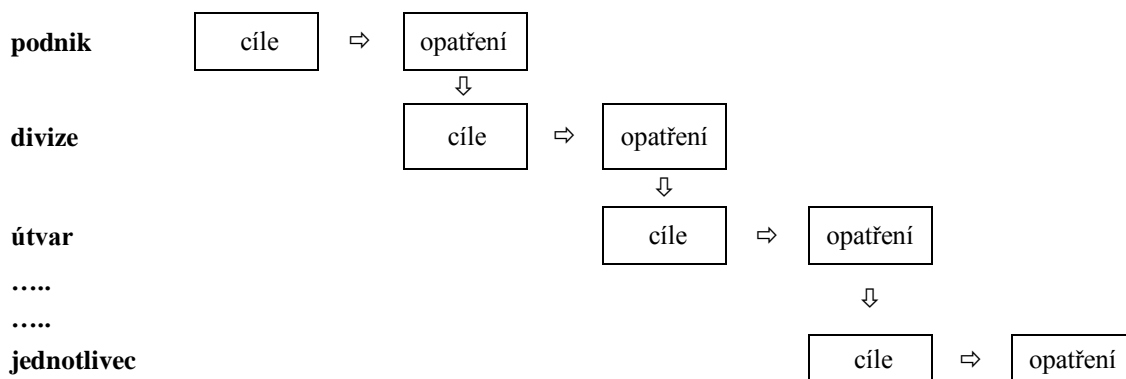 podnik cíle ⇨ opatření
⇩
divize cíle ⇨ opatření
⇩
útvar cíle ⇨ opatření
…..
⇩
…..
jednotlivec cíle ⇨ opatření